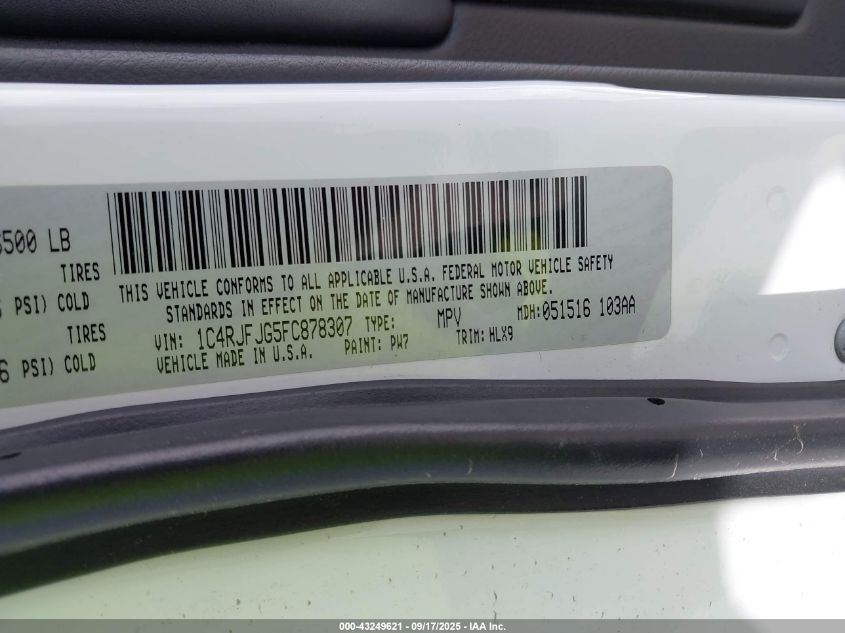 500 LB
TIRES
PSI) COLD
TIRES
6 PSI) COLD
THIS VEHICLE CONFORMS TO ALL APPLICABLE U.S.A. FEDERAL MOTOR VEHICLE SAFETY
STANDARDS IN EFFECT ON THE DATE OF MANUFACTURE SHOWN ABOVE.
VIN: 1C4RJFJG5FC878307 TYPE: MPV MDH: 051516 103AA
VEHICLE MADE IN U.S.A. PAINT: PW7 TRIM: HLX9
000-43249621 - 09/17/2025 - IAA Inc.